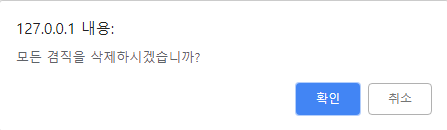 127.0.0.1 내용:
모든 겸직을 삭제하시겠습니까?
확인 취소